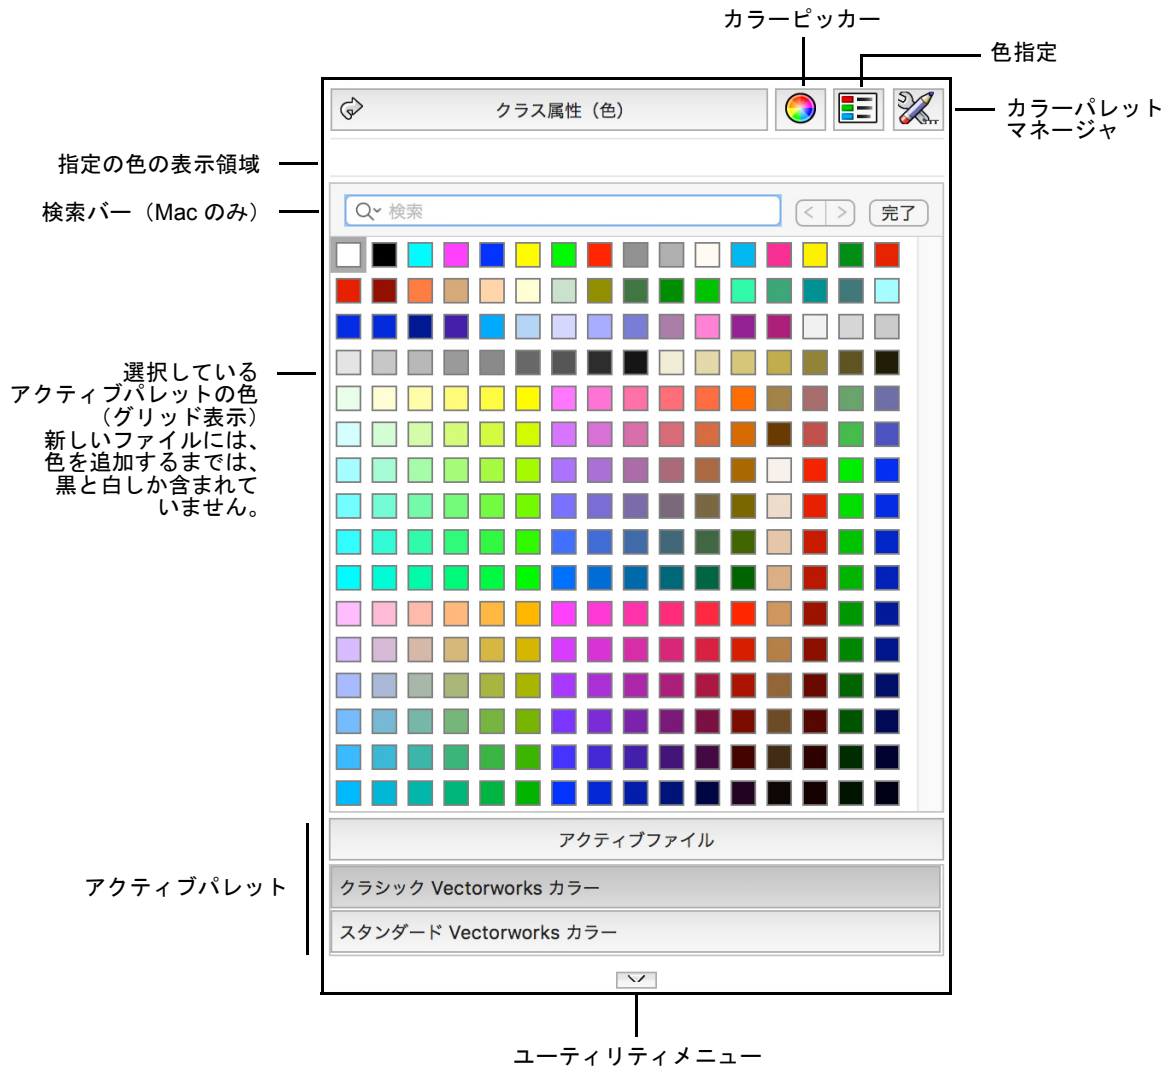 カラーピッカー
色指定
クラス属性（色）
カラーパレット
マネージャ
指定の色の表示領域
検索バー（Mac のみ）
検索
完了
選択している
アクティブパレットの色
（グリッド表示）
新しいファイルには、
色を追加するまでは、
黒と白しか含まれて
いません。
アクティブファイル
アクティブパレット
クラシック Vectorworks カラー
スタンダード Vectorworks カラー
ユーティリティメニュー